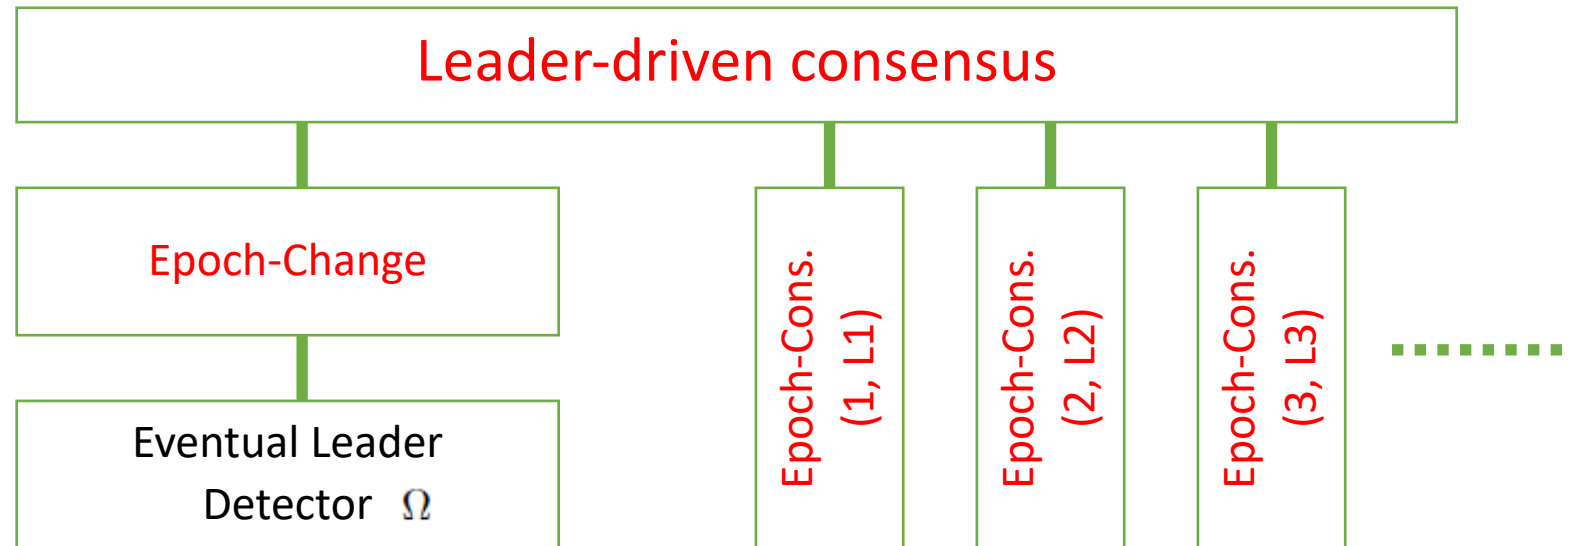 Leader-driven consensus
Epoch-Change
Eventual Leader
Detector Ω
Epoch-Cons.
(1, L1)
Epoch-Cons.
(2, L2)
Epoch-Cons.
(3, L3)